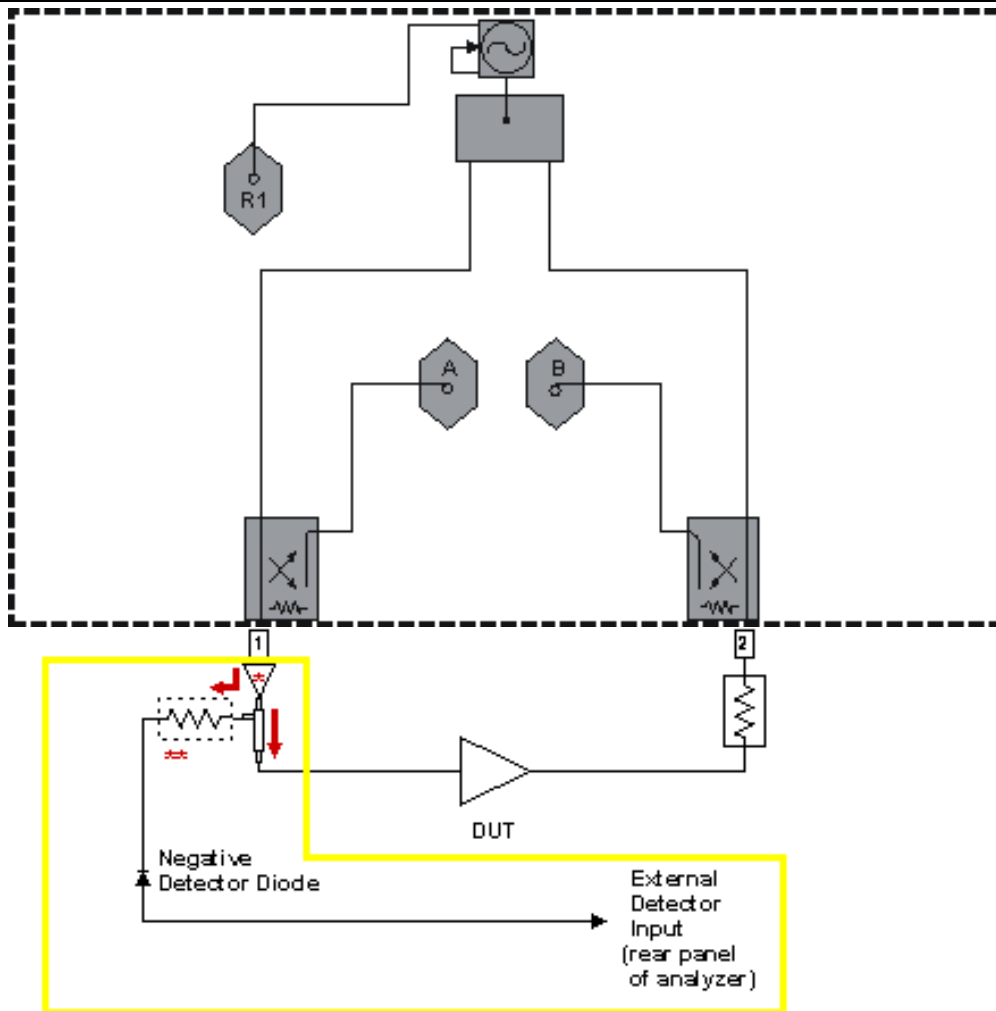 R1
A
B
1
2
*
**
DUT
Negative
Detector Diode
External
Detector
Input
(rear panel
of analyzer)